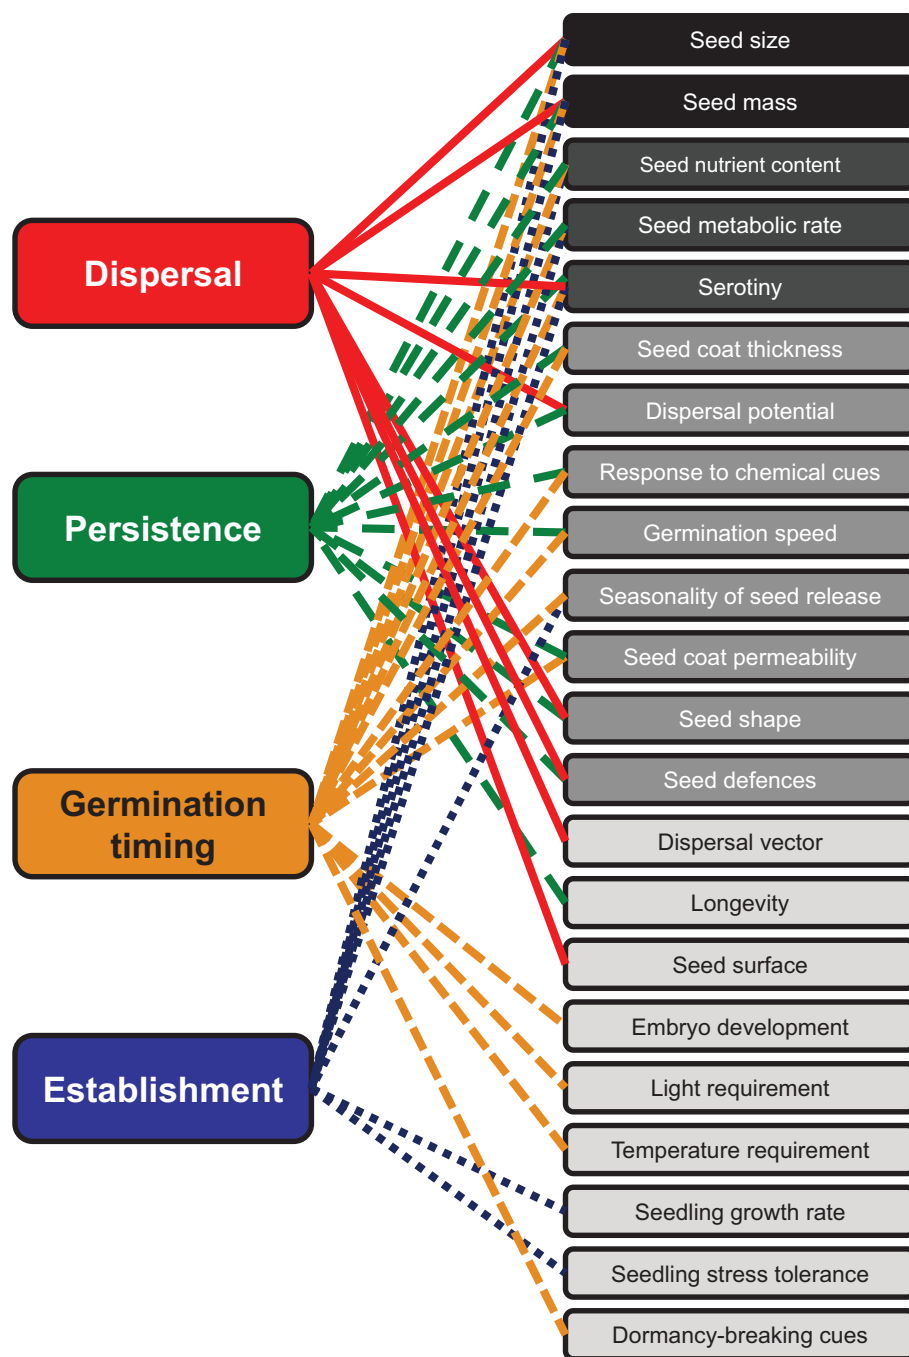 Dispersal
Persistence
Germination
timing
Establishment
Seed size
Seed mass
Seed nutrient content
Seed metabolic rate
Serotiny
Seed coat thickness
Dispersal potential
Response to chemical cues
Germination speed
Seasonality of seed release
Seed coat permeability
Seed shape
Seed defences
Dispersal vector
Longevity
Seed surface
Embryo development
Light requirement
Temperature requirement
Seedling growth rate
Seedling stress tolerance
Dormancy-breaking cues